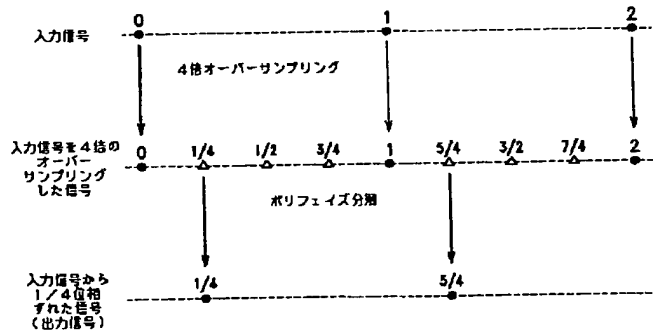 0 1 2
入力信号
4倍オーバーサンプリング
入力信号を4倍の
オーバー
サンプリング
した信号
0 1/4 1/2 3/4 1 5/4 3/2 7/4 2
ポリフェイズ分割
入力信号から
1/4位相
ずれた信号
(出力信号)
1/4 5/4